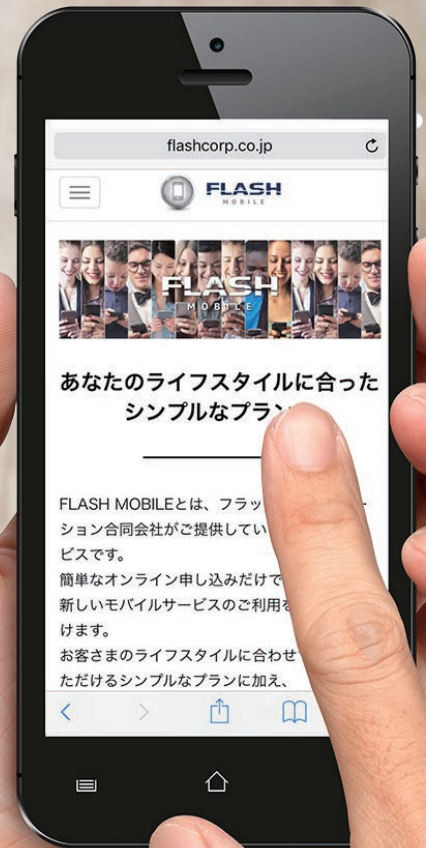 flashcorp.co.jp
FLASH
MOBILE
FLASH
MOBILE
あなたのライフスタイルに合った
シンプルなプラン
FLASH MOBILEとは、フラッ
ション合同会社がご提供してい
ビスです。
簡単なオンライン申し込みだけで
新しいモバイルサービスのご利用を
けます。
お客さまのライフスタイルに合わせ
ただけるシンプルなプランに加え、